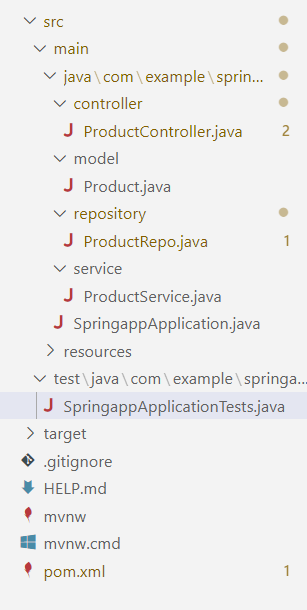 src
main
java\com\example\sprin...
controller
ProductController.java 2
model
Product.java
repository
ProductRepo.java 1
service
ProductService.java
SpringappApplication.java
resources
test\java\com\example\springa...
SpringappApplicationTests.java
target
.gitignore
HELP.md
mvnw
mvnw.cmd
pom.xml 1